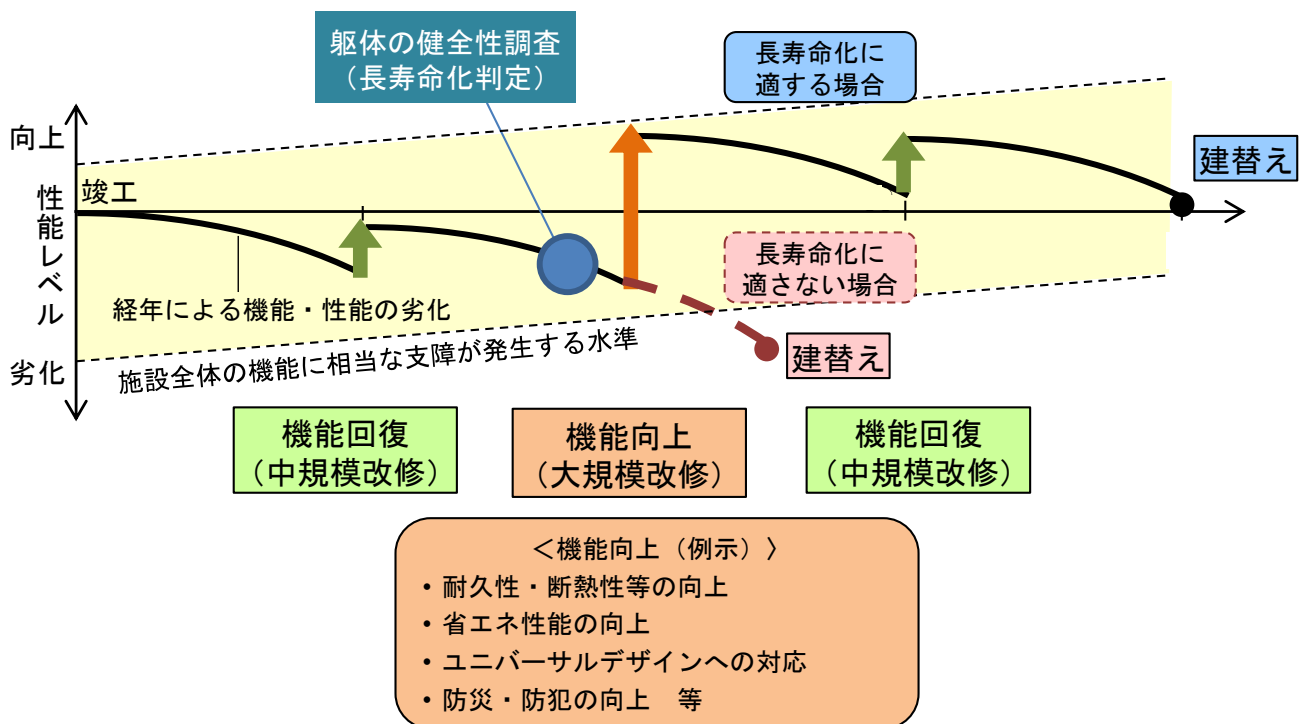 躯体の健全性調査
（長寿命化判定）
長寿命化に
適する場合
向上
性能レベル
劣化
竣工
建替え
長寿命化に
適さない場合
経年による機能・性能の劣化
施設全体の機能に相当な支障が発生する水準
建替え
機能回復
（中規模改修）
機能向上
（大規模改修）
機能回復
（中規模改修）
＜機能向上（例示）〉
・耐久性・断熱性等の向上
・省エネ性能の向上
・ユニバーサルデザインへの対応
・防災・防犯の向上　等